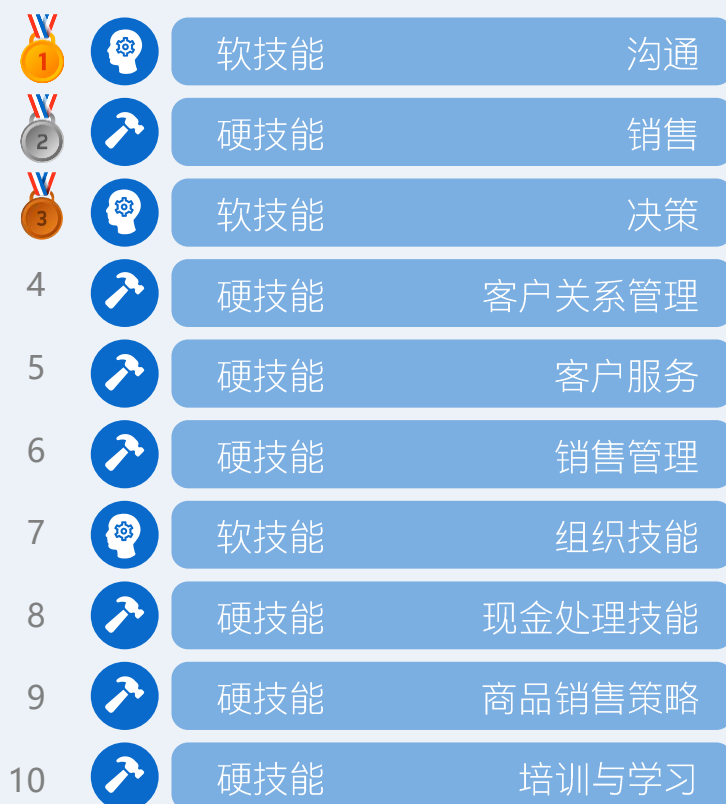 1 软技能 沟通
2 硬技能 销售
3 软技能 决策
4 硬技能 客户关系管理
5 硬技能 客户服务
6 硬技能 销售管理
7 软技能 组织技能
8 硬技能 现金处理技能
9 硬技能 商品销售策略
10 硬技能 培训与学习